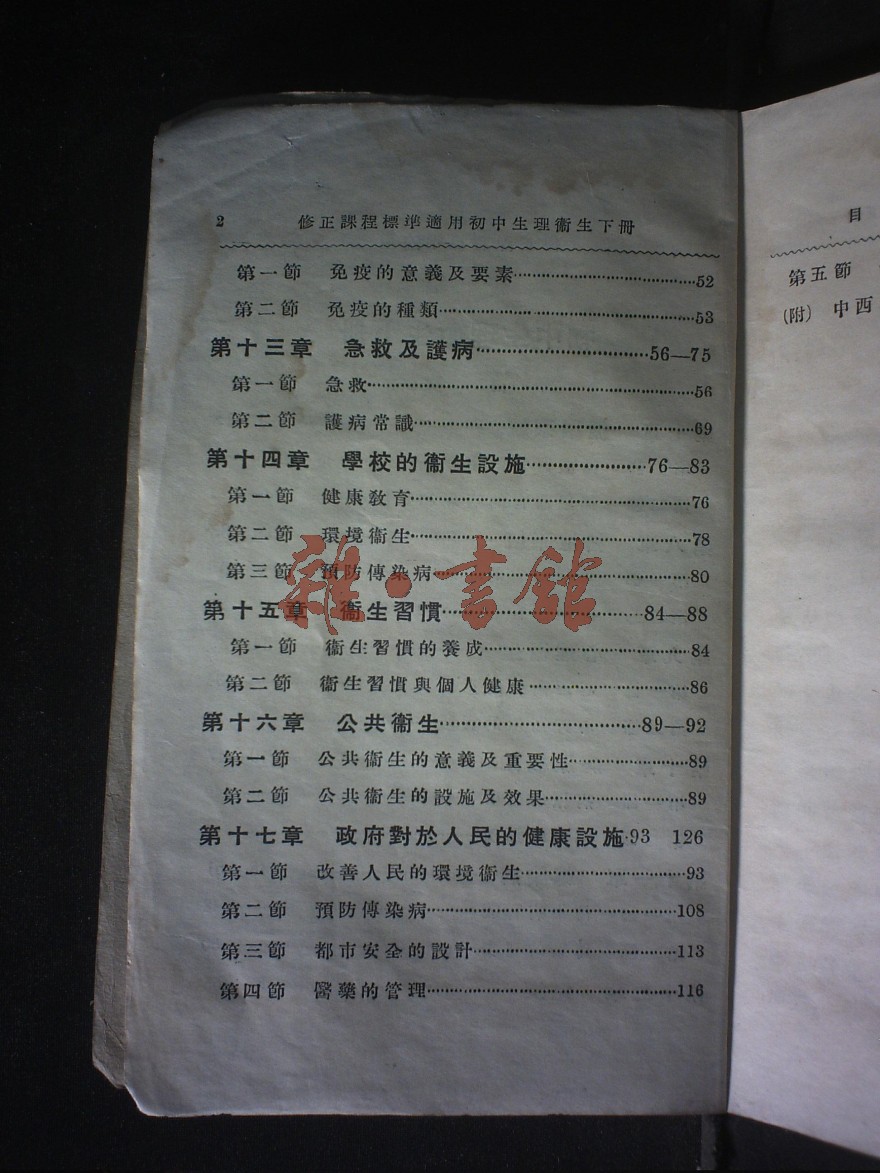 2 修正課程標準適用初中生理衞生下冊
第一節 免疫的意義及要素……52
第二節 免疫的種類……53
第十三章 急救及護病……56—75
第一節 急救……56
第二節 護病常識……69
第十四章 學校的衞生設施……76—83
第一節 健康教育……76
第二節 環境衞生……78
第三節 預防傳染病……80
第十五章 衞生習慣……84—88
第一節 衞生習慣的養成……84
第二節 衞生習慣與個人健康……86
第十六章 公共衞生……89—92
第一節 公共衞生的意義及重要性……89
第二節 公共衞生的設施及效果……89
第十七章 政府對於人民的健康設施·93 126
第一節 改善人民的環境衞生……93
第二節 預防傳染病……108
第三節 都市安全的設計……113
第四節 醫藥的管理……116
雜·書館
目
第五節
(附) 中西